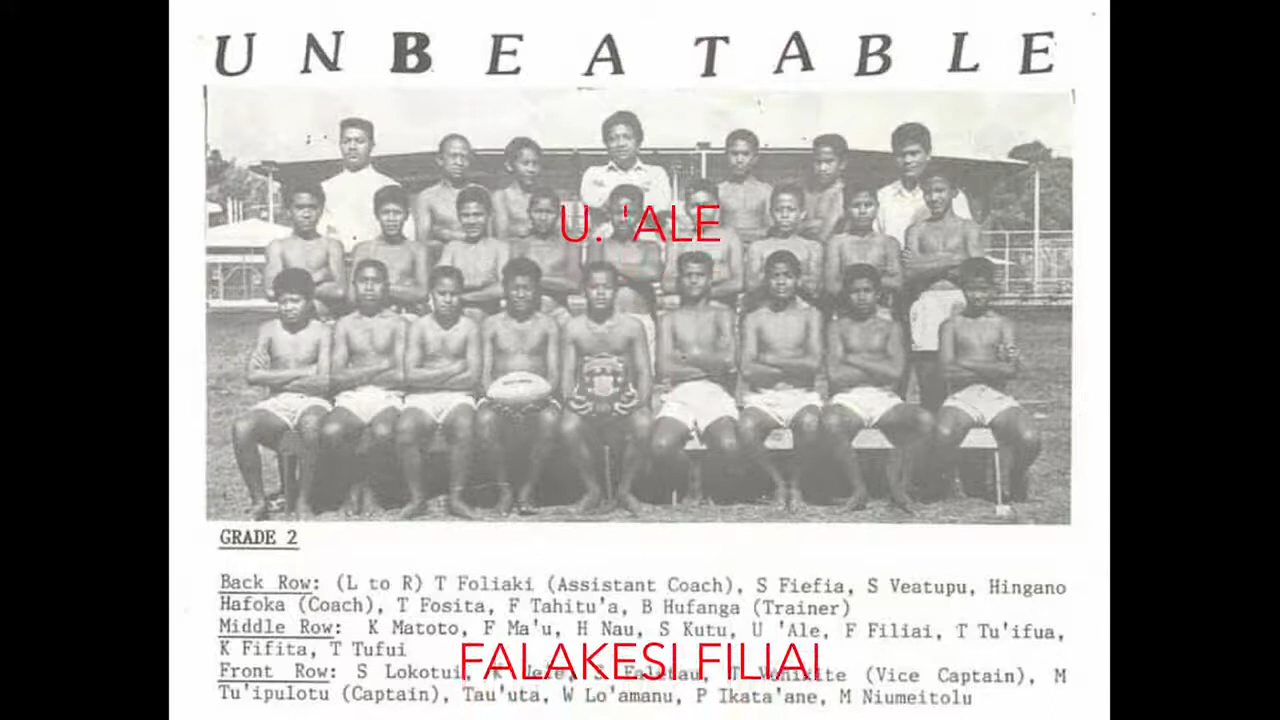 UNBEATABLE
U. 'ALE
GRADE 2
Back Row: (L to R) T Foliaki (Assistant Coach), S Fiefia, S Veatupu, Hingano
Hafoka (Coach), T Fosita, F Tahitu'a, B Hufanga (Trainer)
Middle Row: K Matoto, F Ma'u, H Nau, S Kutu, U 'Ale, F Filiai, T Tu'ifua,
K Fifita, T Tufui
FALAKESI FILIAI
Front Row: S Lokotui, (Vice Captain), M
Tu'ipulotu (Captain), Tau'uta, W Lo'amanu, P Ikata'ane, M Niumeitolu